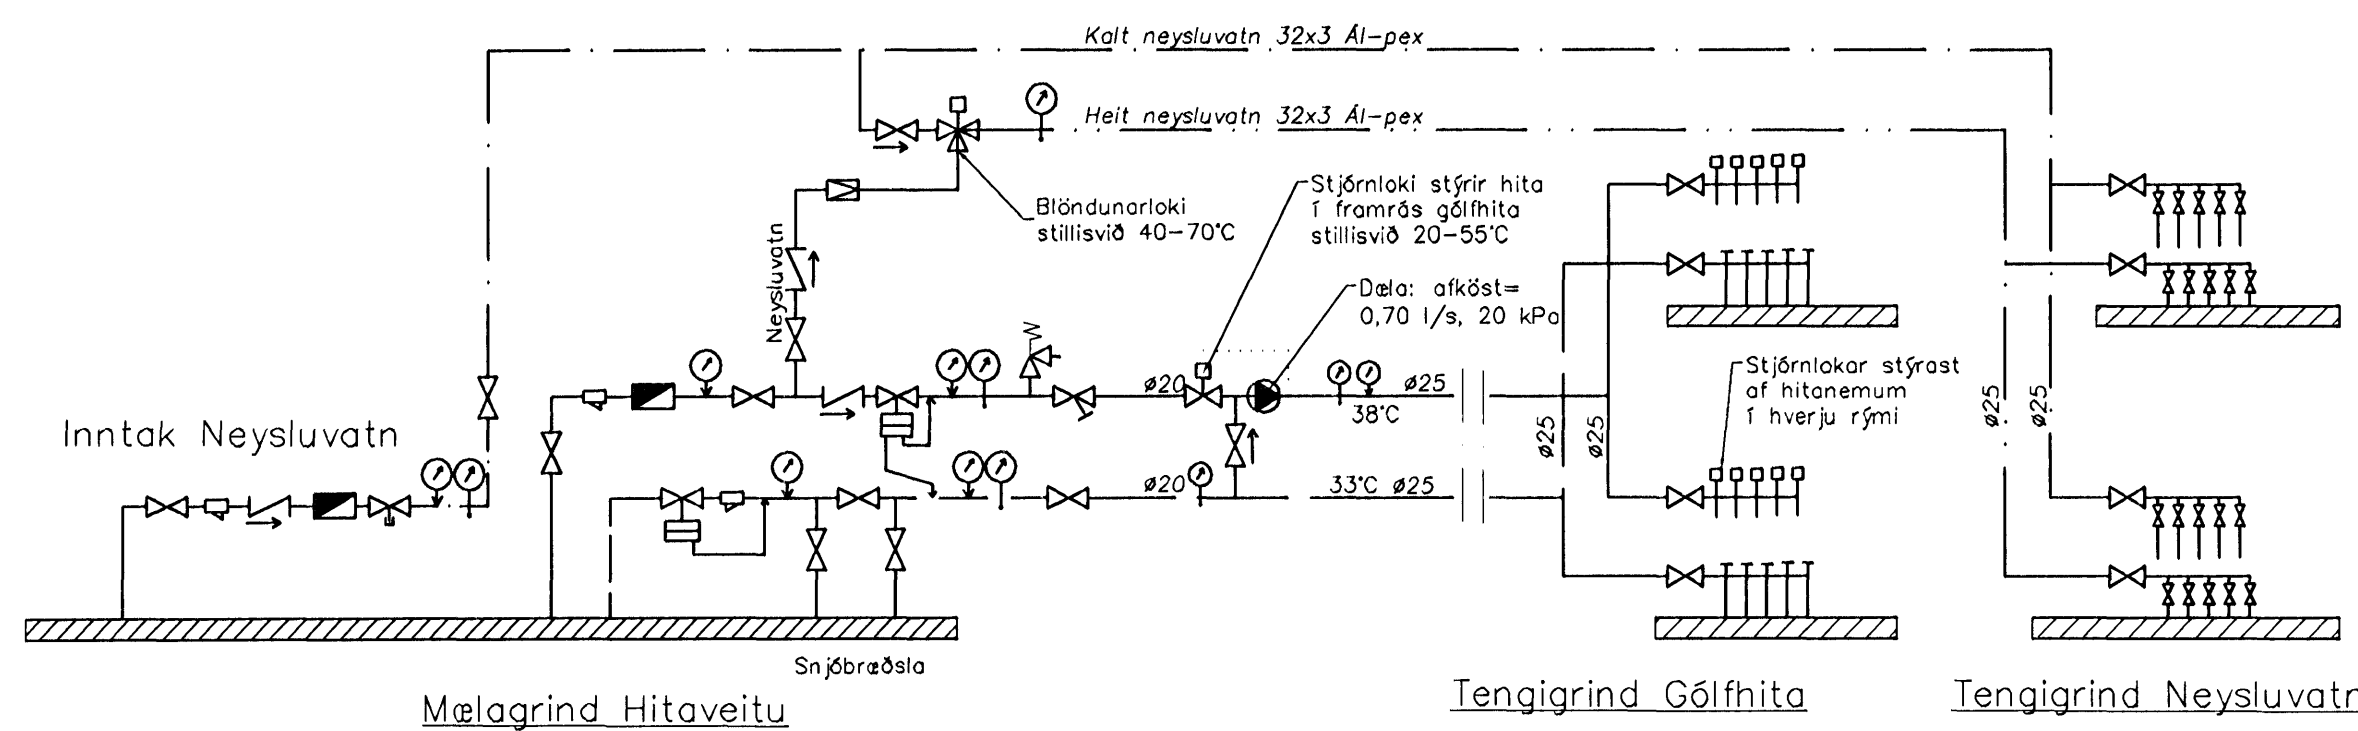 Kalt neysluvatn 32x3 Ál-pex
Heit neysluvatn 32x3 Ál-pex
Stjórnloki stýrir hita
í framrás gólfhita
stillisvið 20-55°C
Blöndunarloki
stillisvið 40-70°C
Neysluvatn
Dæla: afköst=
0,70 l/s, 20 kPa
Stjórnlokar stýrast
af hitanemum
í hverju rými
ø20
ø25
38°C
Inntak Neysluvatn
ø25
ø25
ø25
ø25
ø20
33°C ø25
Snjóbræðsla
Mælagrind Hitaveitu
Tengigrind Gólfhita
Tengigrind Neysluvatn